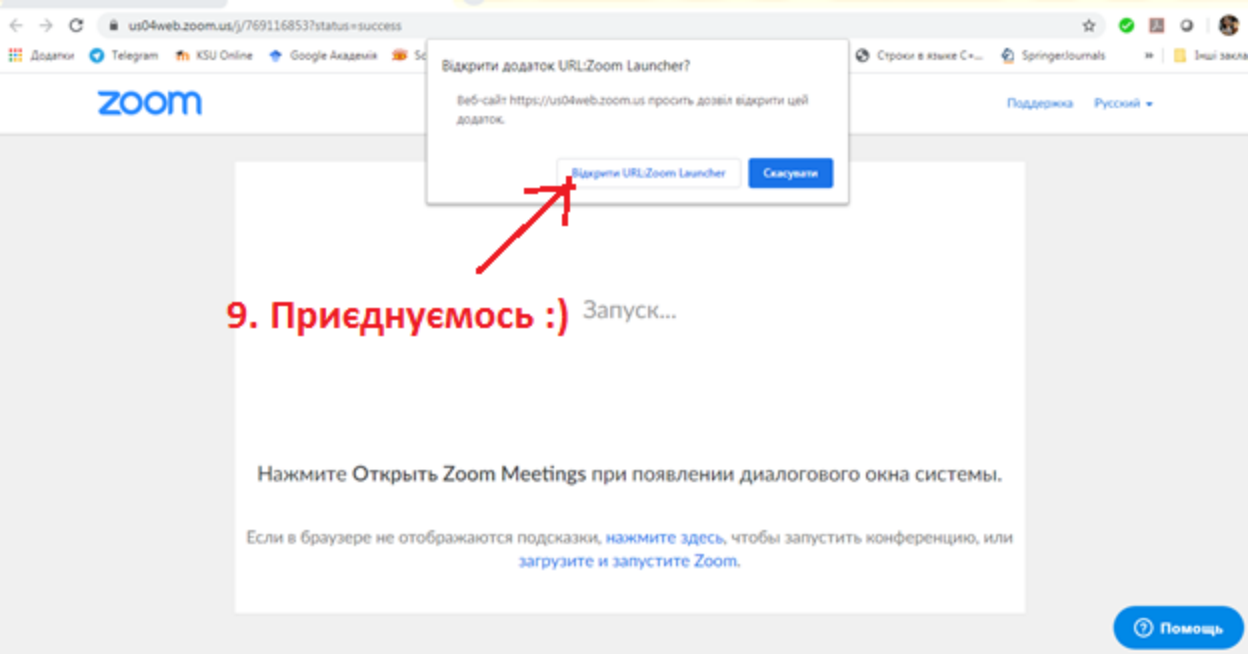 us04web.zoom.us/j/769116853?status=success
Додатки Telegram KSU Online Google Академія Sc Строки в языке C+... SpringerJournals » Інші закла
Відкрити додаток URL:Zoom Launcher?
Веб-сайт https://us04web.zoom.us просить дозвіл відкрити цей
додаток.
Відкрити URL:Zoom Launcher Скасувати
zoom
Поддержка Русский
9. Приєднуємось :)
Запуск...
Нажмите Открыть Zoom Meetings при появлении диалогового окна системы.
Если в браузере не отображаются подсказки, нажмите здесь, чтобы запустить конференцию, или
загрузите и запустите Zoom.
Помощь